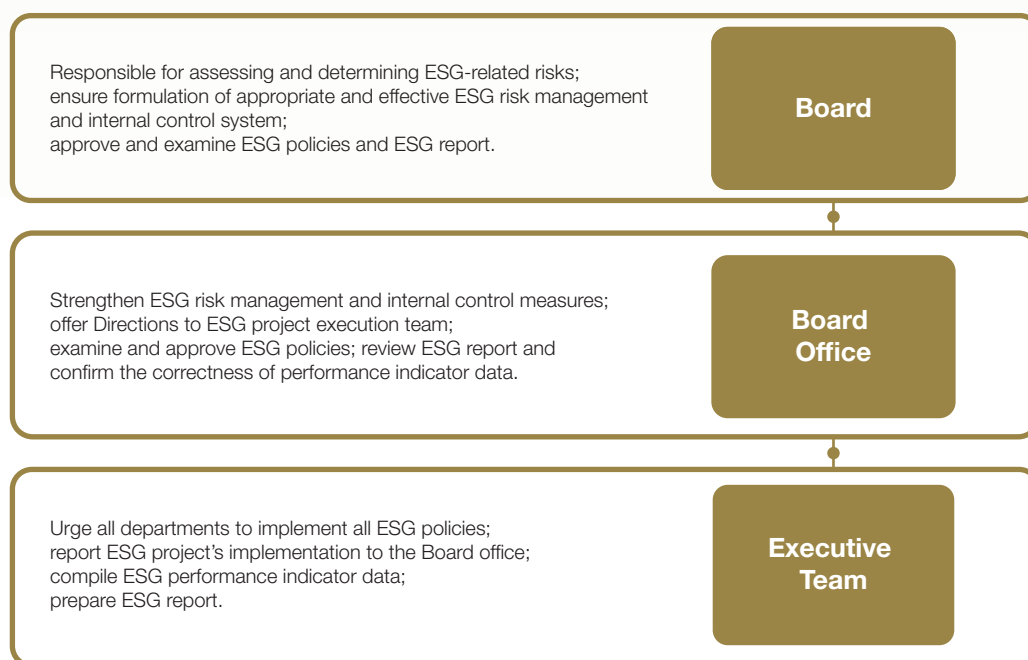 Responsible for assessing and determining ESG-related risks;
ensure formulation of appropriate and effective ESG risk management
and internal control system;
approve and examine ESG policies and ESG report.
Board
Strengthen ESG risk management and internal control measures;
offer Directions to ESG project execution team;
examine and approve ESG policies; review ESG report and
confirm the correctness of performance indicator data.
Board
Office
Urge all departments to implement all ESG policies;
report ESG project’s implementation to the Board office;
compile ESG performance indicator data;
prepare ESG report.
Executive
Team